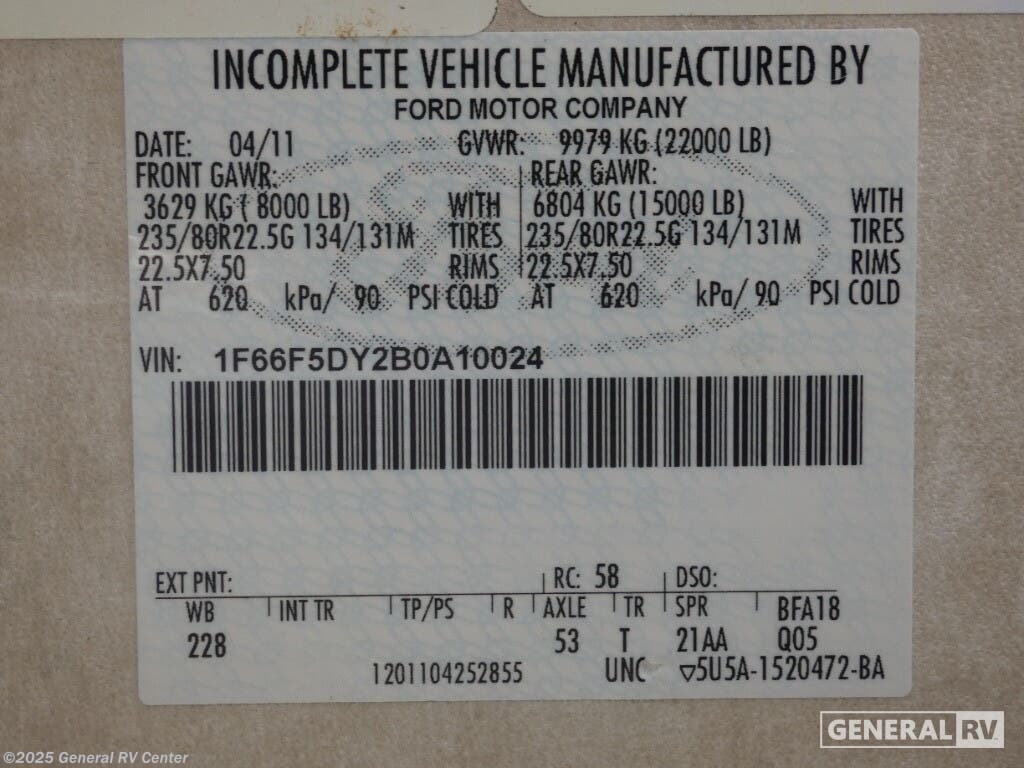 INCOMPLETE VEHICLE MANUFACTURED BY
FORD MOTOR COMPANY
DATE: 04/11 GVWR: 9979 KG (22000 LB)
FRONT GAWR: REAR GAWR:
3629 KG ( 8000 LB) WITH 6804 KG (15000 LB) WITH
235/80R22.5G 134/131M TIRES 235/80R22.5G 134/131M TIRES
22.5X7.50 RIMS 22.5X7.50 RIMS
AT 620 kPa/ 90 PSI COLD AT 620 kPa/ 90 PSI COLD
VIN: 1F66F5DY2B0A10024
EXT PNT: RC: 58 DSO:
WB INT TR TP/PS R AXLE TR SPR BFA18
228 53 T 21AA Q05
1201104252855 UNC ▽5U5A-1520472-BA
GENERAL RV
©2025 General RV Center